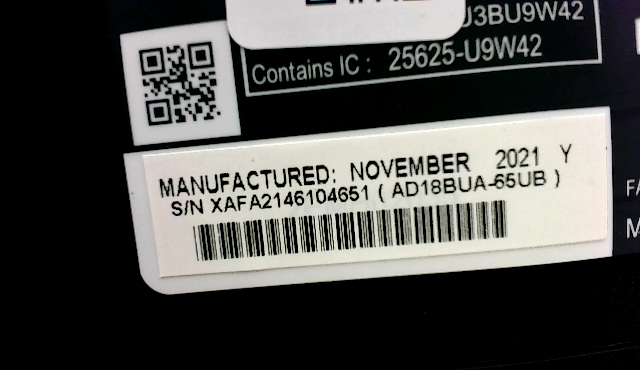 U3BU9W42
Contains IC : 25625-U9W42
MANUFACTURED: NOVEMBER 2021 Y
S/N XAFA2146104651 ( AD18BUA-65UB )